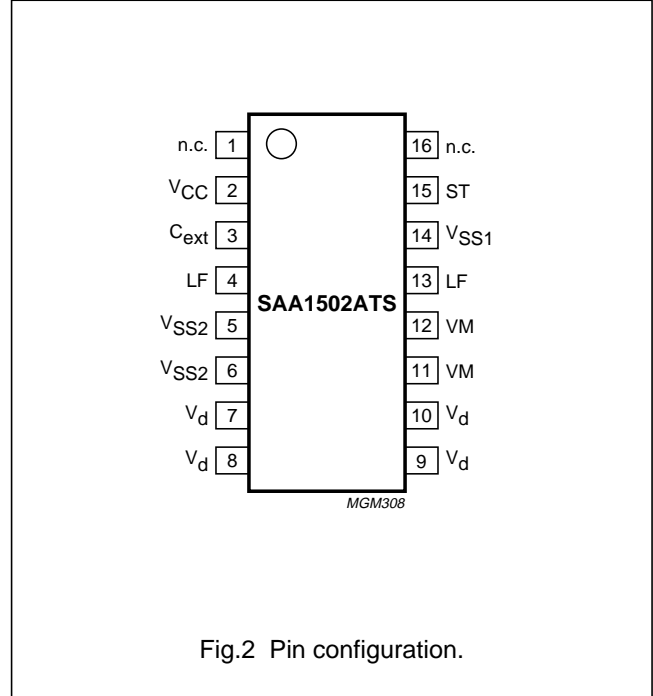 n.c. 1 16 n.c.
VCC 2 15 ST
Cext 3 14 VSS1
LF 4 13 LF
SAA1502ATS
VSS2 5 12 VM
VSS2 6 11 VM
Vd 7 10 Vd
Vd 8 9 Vd
MGM308
Fig.2 Pin configuration.